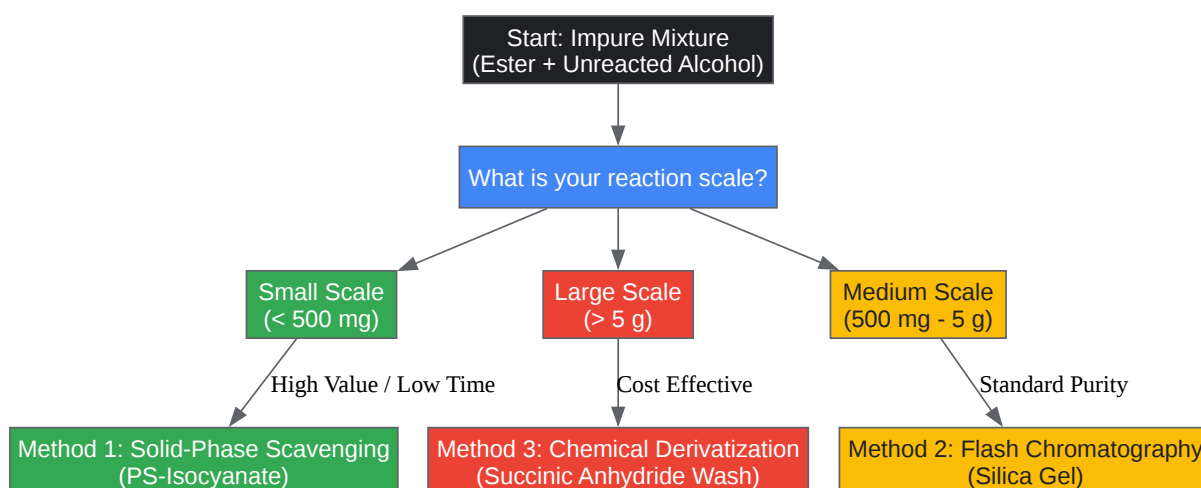 Start: Impure Mixture
(Ester + Unreacted Alcohol)
What is your reaction scale?
Small Scale
(< 500 mg)
Large Scale
(> 5 g)
Medium Scale
(500 mg - 5 g)
High Value / Low Time
Cost Effective
Standard Purity
Method 1: Solid-Phase Scavenging
(PS-Isocyanate)
Method 3: Chemical Derivatization
(Succinic Anhydride Wash)
Method 2: Flash Chromatography
(Silica Gel)